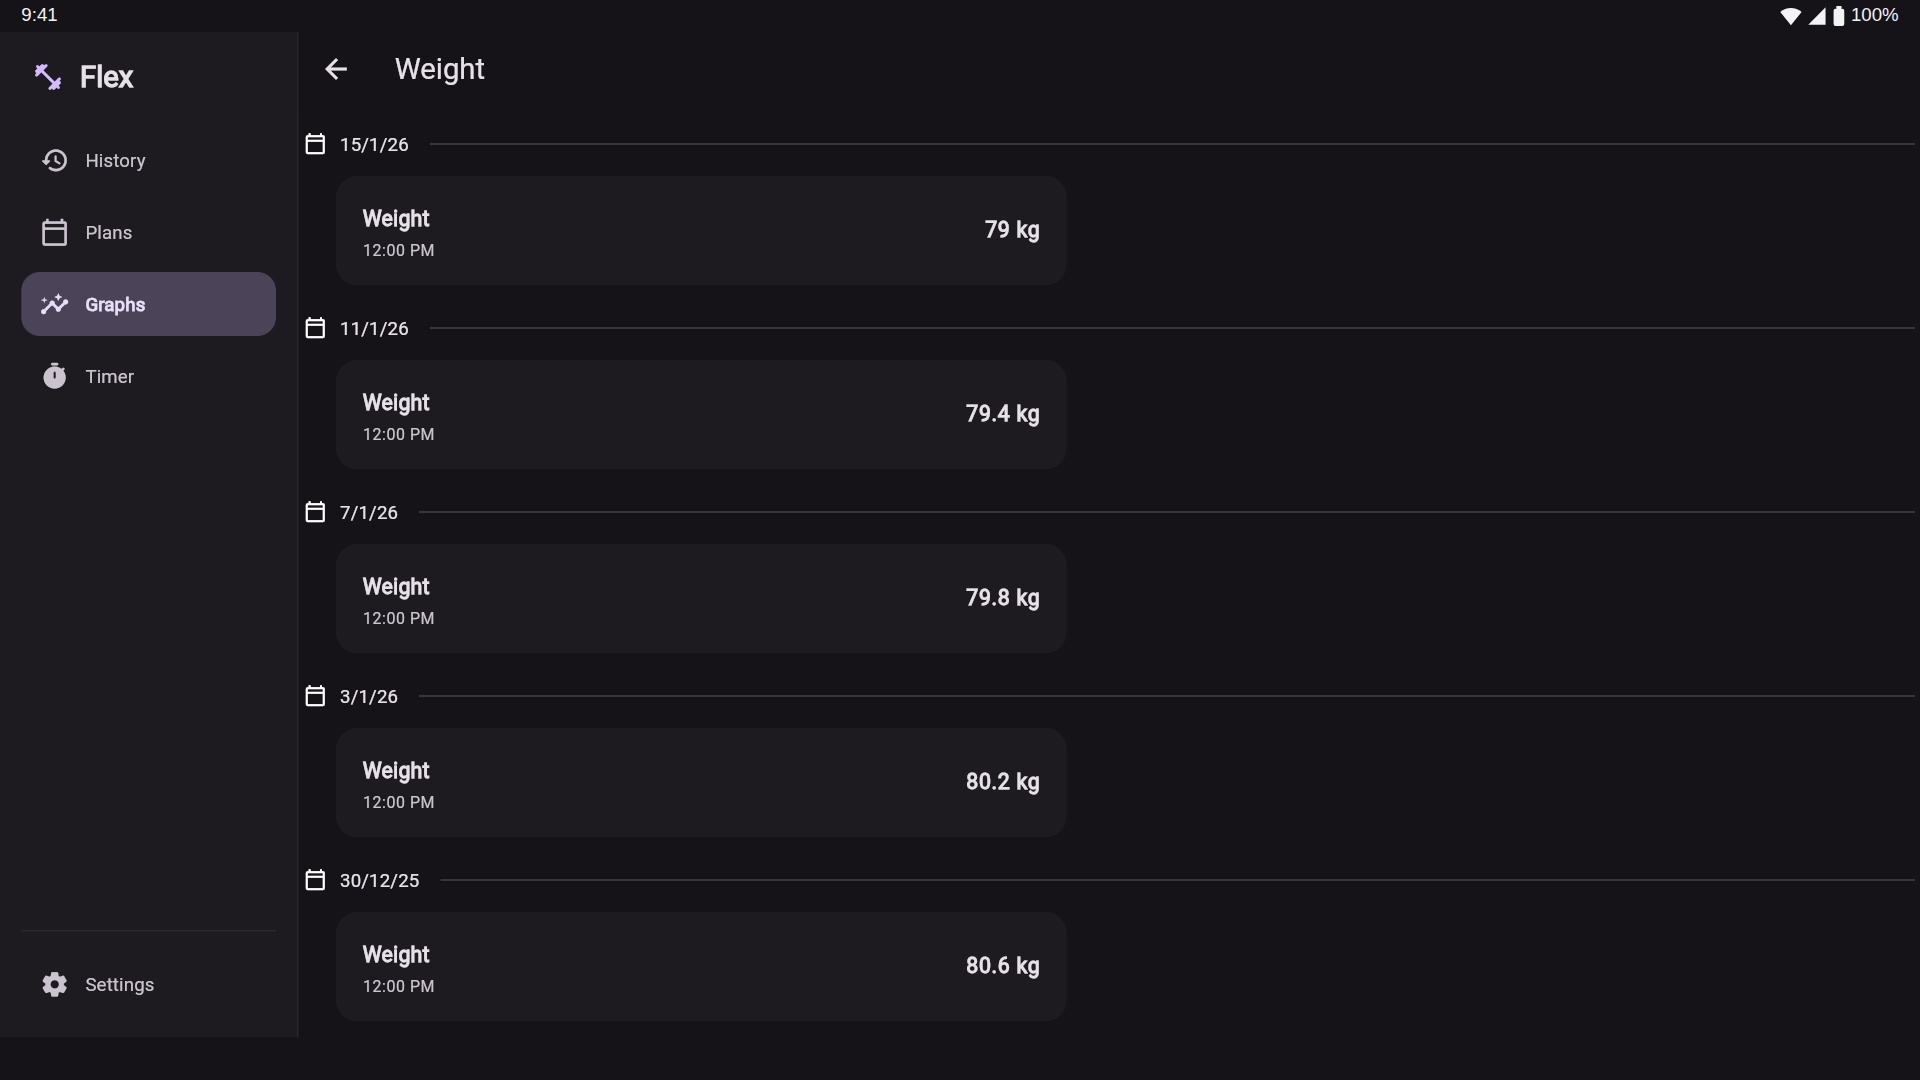 9:41
100%
Flex
History
Plans
Graphs
Timer
Settings
Weight
15/1/26
Weight
12:00 PM
79 kg
11/1/26
Weight
12:00 PM
79.4 kg
7/1/26
Weight
12:00 PM
79.8 kg
3/1/26
Weight
12:00 PM
80.2 kg
30/12/25
Weight
12:00 PM
80.6 kg